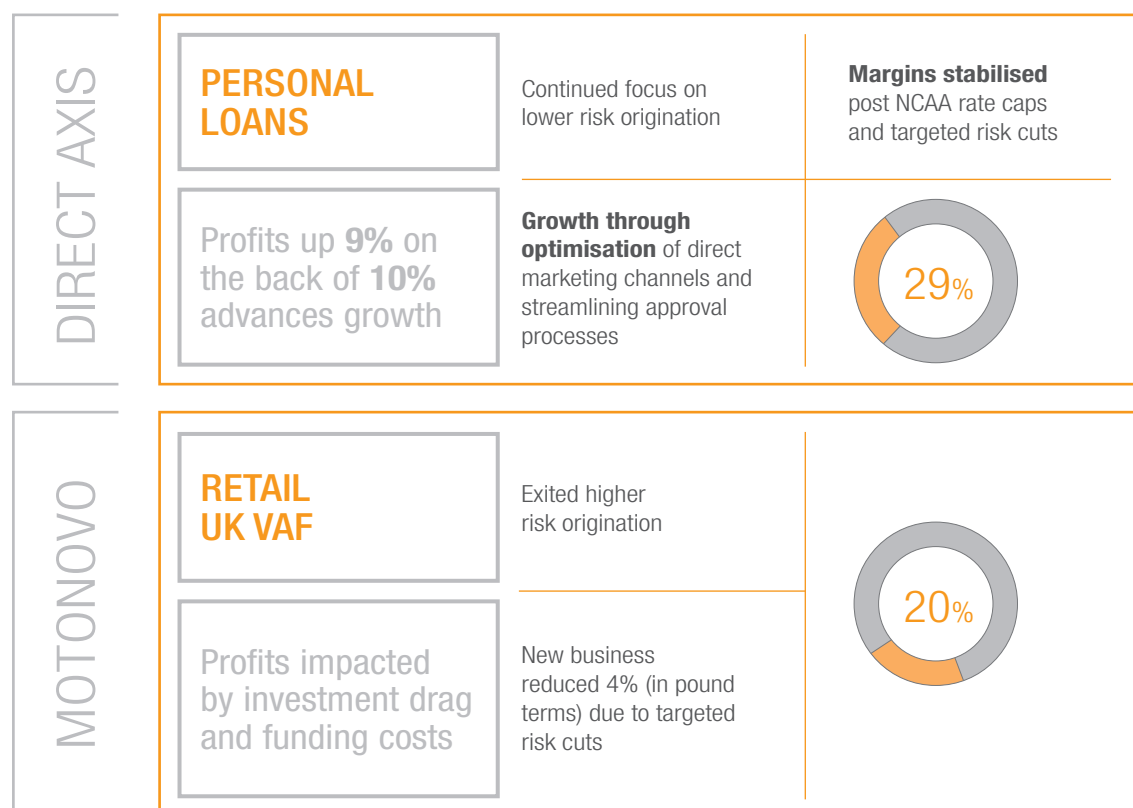 DIRECT AXIS
PERSONAL
LOANS
Continued focus on
lower risk origination
Margins stabilised
post NCAA rate caps
and targeted risk cuts
Profits up 9% on
the back of 10%
advances growth
Growth through
optimisation of direct
marketing channels and
streamlining approval
processes
29%
MOTONOVO
RETAIL
UK VAF
Exited higher
risk origination
20%
Profits impacted
by investment drag
and funding costs
New business
reduced 4% (in pound
terms) due to targeted
risk cuts